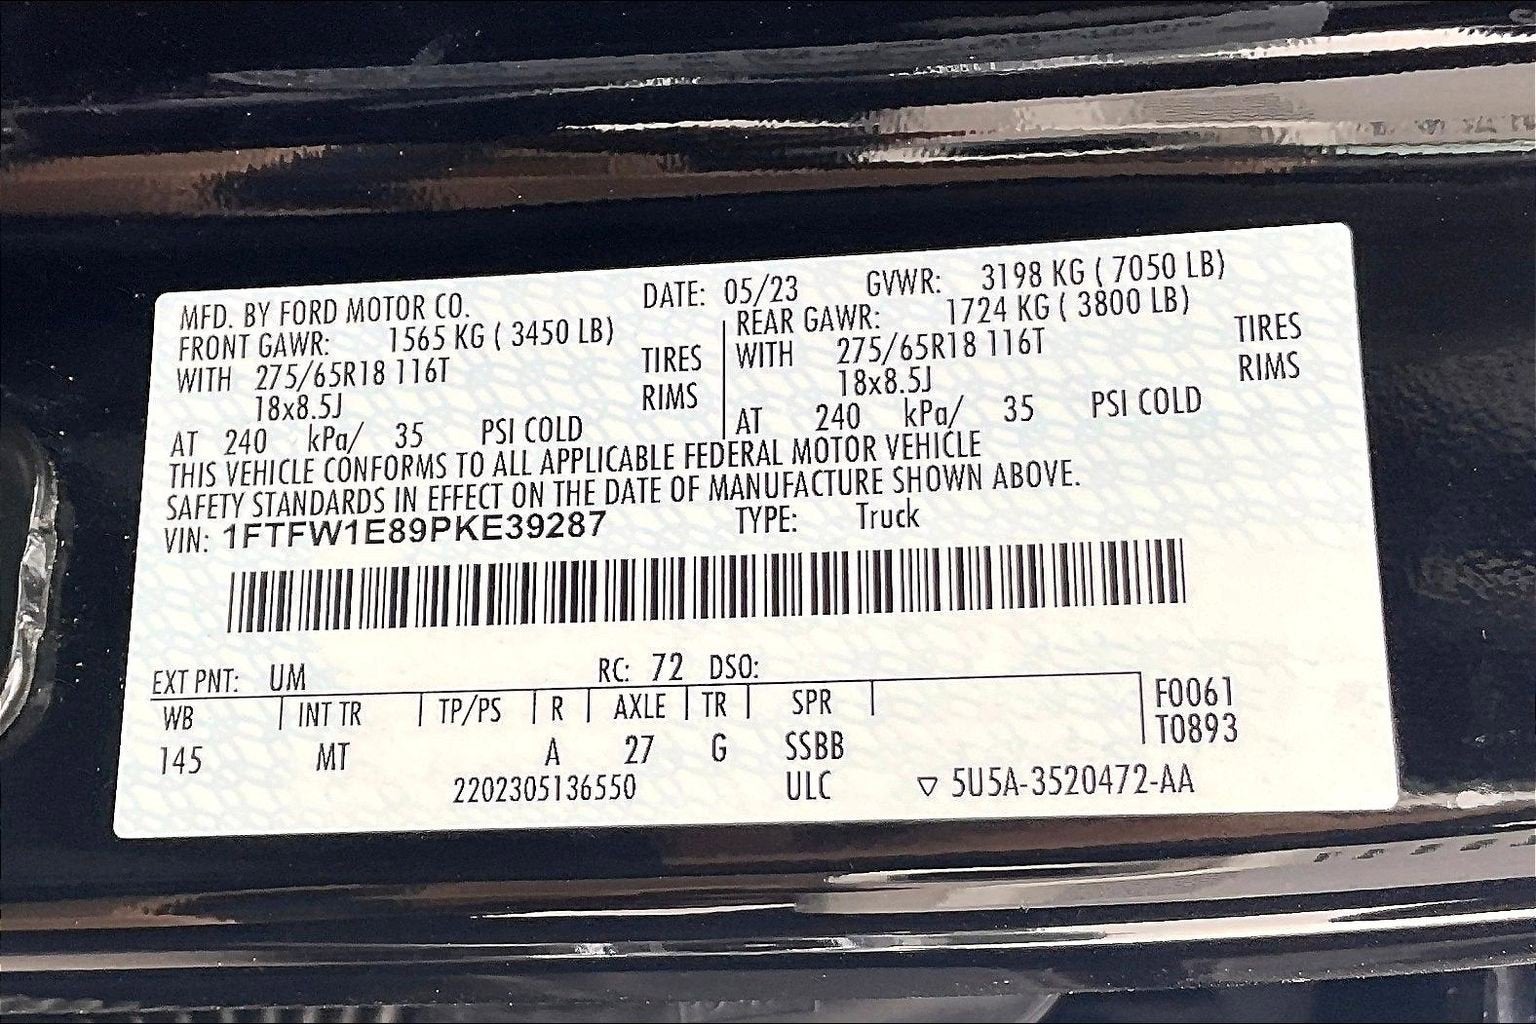 MFD. BY FORD MOTOR CO. DATE: 05/23 GVWR: 3198 KG ( 7050 LB)
FRONT GAWR: 1565 KG ( 3450 LB)
WITH 275/65R18 116T TIRES
18x8.5J RIMS
AT 240 kPa/ 35 PSI COLD
REAR GAWR: 1724 KG ( 3800 LB)
WITH 275/65R18 116T TIRES
18x8.5J RIMS
AT 240 kPa/ 35 PSI COLD
THIS VEHICLE CONFORMS TO ALL APPLICABLE FEDERAL MOTOR VEHICLE
SAFETY STANDARDS IN EFFECT ON THE DATE OF MANUFACTURE SHOWN ABOVE.
VIN: 1FTFW1E89PKE39287 TYPE: Truck
EXT PNT: UM RC: 72 DSO:
WB INT TR TP/PS R AXLE TR SPR F0061
T0893
145 MT A 27 G SSBB
2202305136550 ULC ▽ 5U5A-3520472-AA